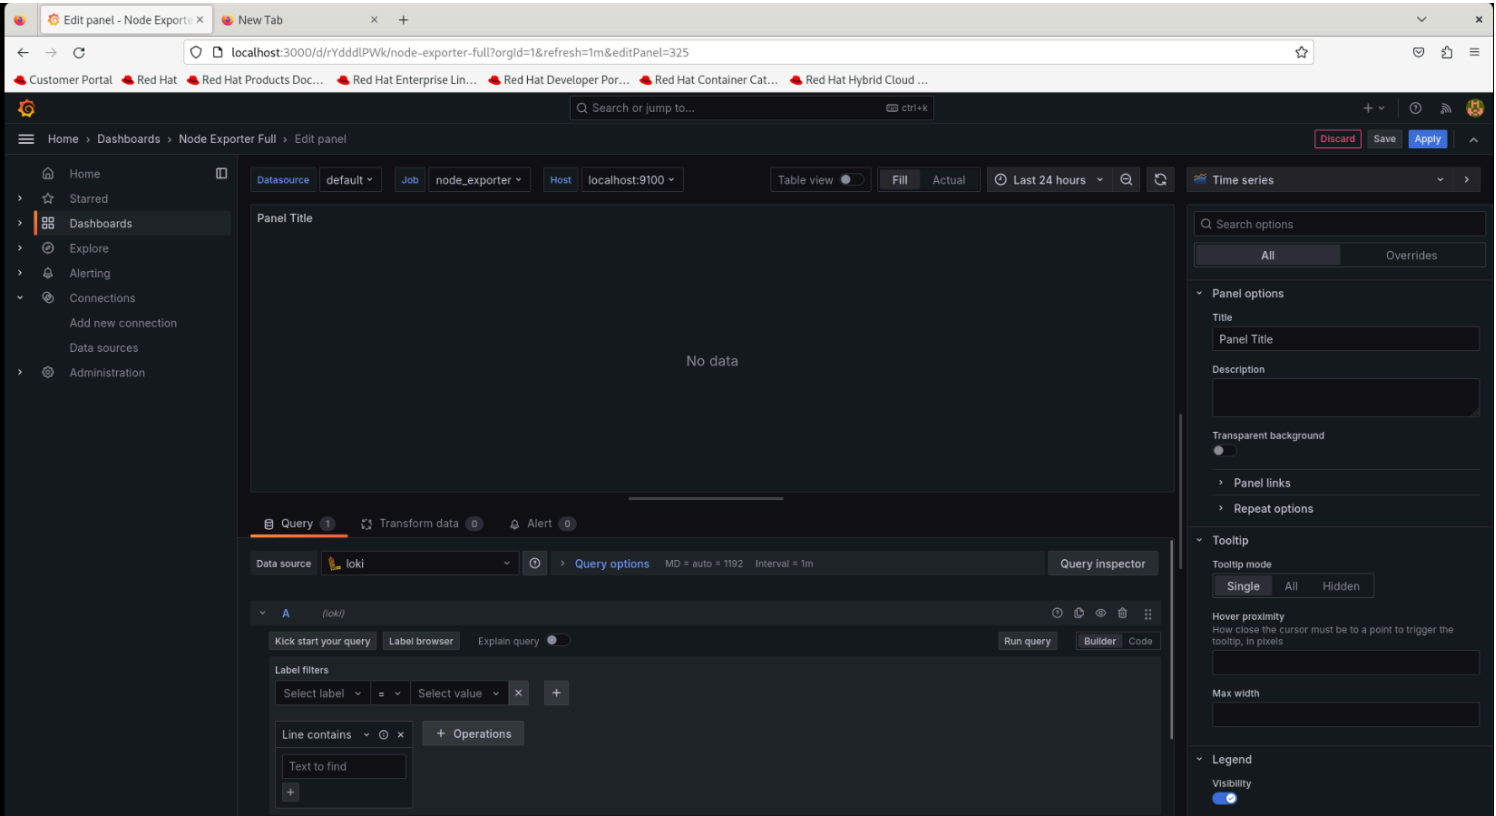 Edit panel - Node Exporte
New Tab
localhost:3000/d/rYdddlPWk/node-exporter-full?orgId=1&refresh=1m&editPanel=325
Customer Portal Red Hat Red Hat Products Doc... Red Hat Enterprise Lin... Red Hat Developer Por... Red Hat Container Cat... Red Hat Hybrid Cloud ...
Search or jump to... ctrl+k
Home > Dashboards > Node Exporter Full > Edit panel
Discard Save Apply
Home
Starred
Dashboards
Explore
Alerting
Connections
Add new connection
Data sources
Administration
Datasource default Job node_exporter Host localhost:9100 Table view Fill Actual Last 24 hours
Panel Title
No data
Query 1 Transform data 0 Alert 0
Data source loki Query options MD = auto = 1192 Interval = 1m Query inspector
A (loki)
Kick start your query Label browser Explain query Run query Builder Code
Label filters
Select label = Select value
Line contains + Operations
Text to find
Time series
Search options
All Overrides
Panel options
Title
Panel Title
Description
Transparent background
Panel links
Repeat options
Tooltip
Tooltip mode
Single All Hidden
Hover proximity
How close the cursor must be to a point to trigger the
tooltip, in pixels
Max width
Legend
Visibility